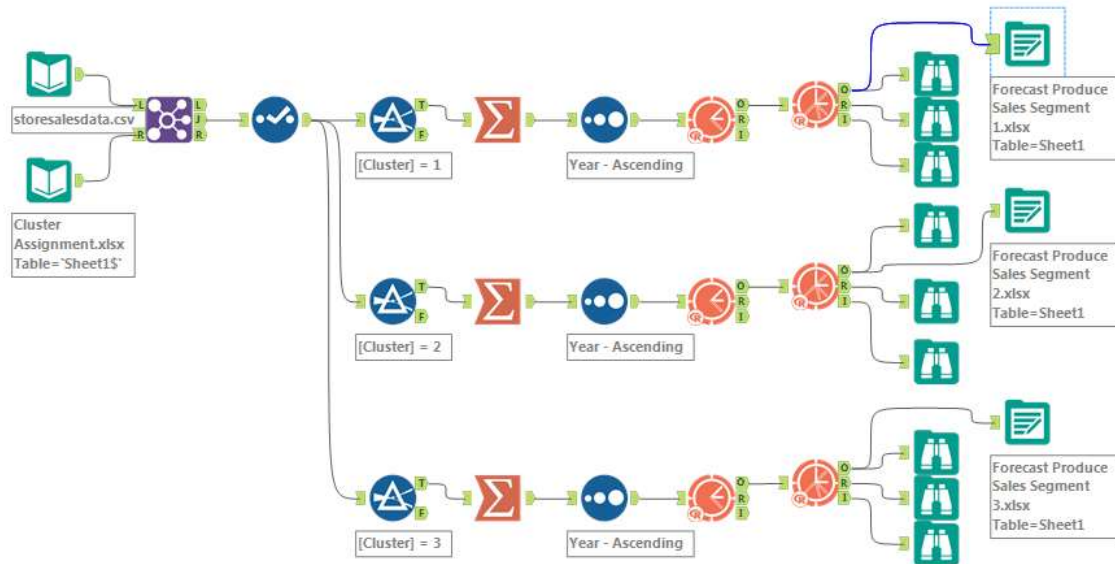 storesalesdata.csv
L
R
L
J
R
Cluster
Assignment.xlsx
Table=`Sheet1$`
T
F
[Cluster] = 1
Year - Ascending
O
R
I
O
R
I
Forecast Produce
Sales Segment
1.xlsx
Table=Sheet1
T
F
[Cluster] = 2
Year - Ascending
O
R
I
O
R
I
Forecast Produce
Sales Segment
2.xlsx
Table=Sheet1
T
F
[Cluster] = 3
Year - Ascending
O
R
I
O
R
I
Forecast Produce
Sales Segment
3.xlsx
Table=Sheet1